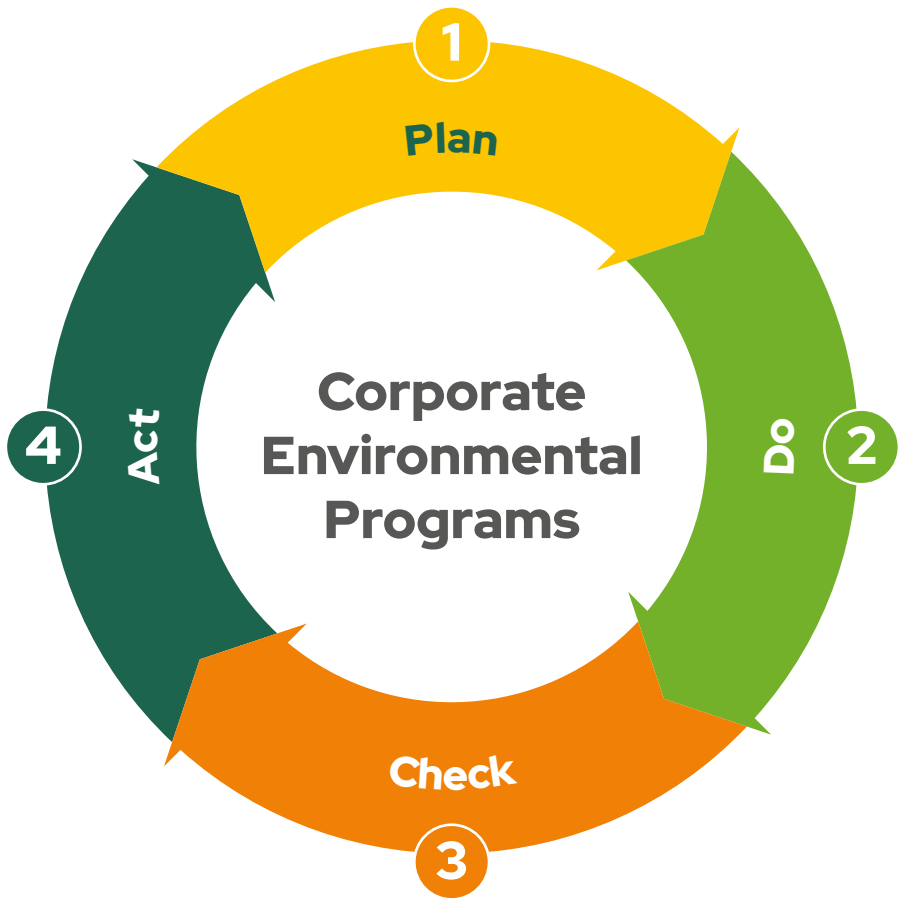 1
Plan
Do
2
Check
3
Act
4
Corporate
Environmental
Programs